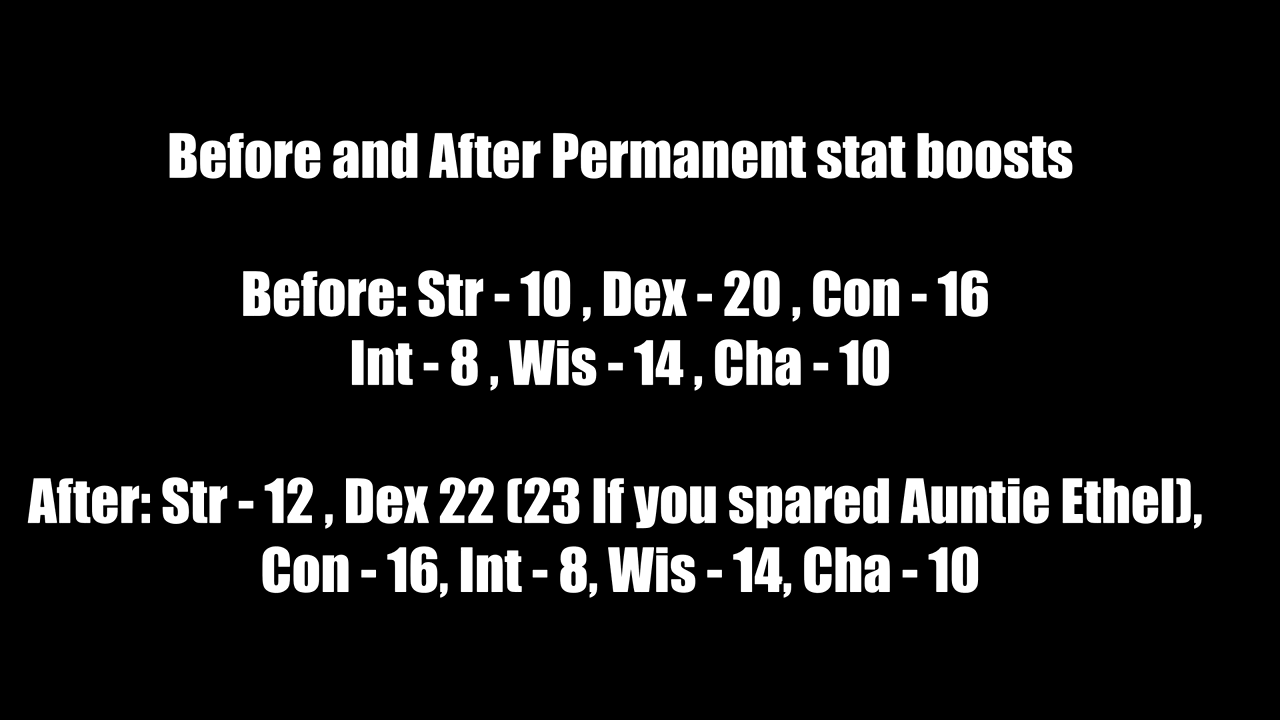 Before and After Permanent stat boosts
Before: Str - 10 , Dex - 20 , Con - 16
Int - 8 , Wis - 14 , Cha - 10
After: Str - 12 , Dex 22 (23 If you spared Auntie Ethel),
Con - 16, Int - 8, Wis - 14, Cha - 10